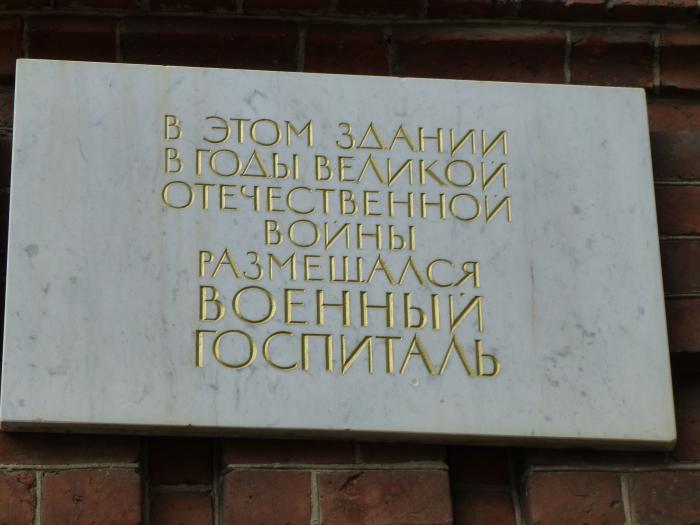 В ЭТОМ ЗДАНИИ
В ГОДЫ ВЕЛИКОЙ
ОТЕЧЕСТВЕННОЙ
ВОЙНЫ
РАЗМЕЩАЛСЯ
ВОЕННЫЙ
ГОСПИТАЛЬ